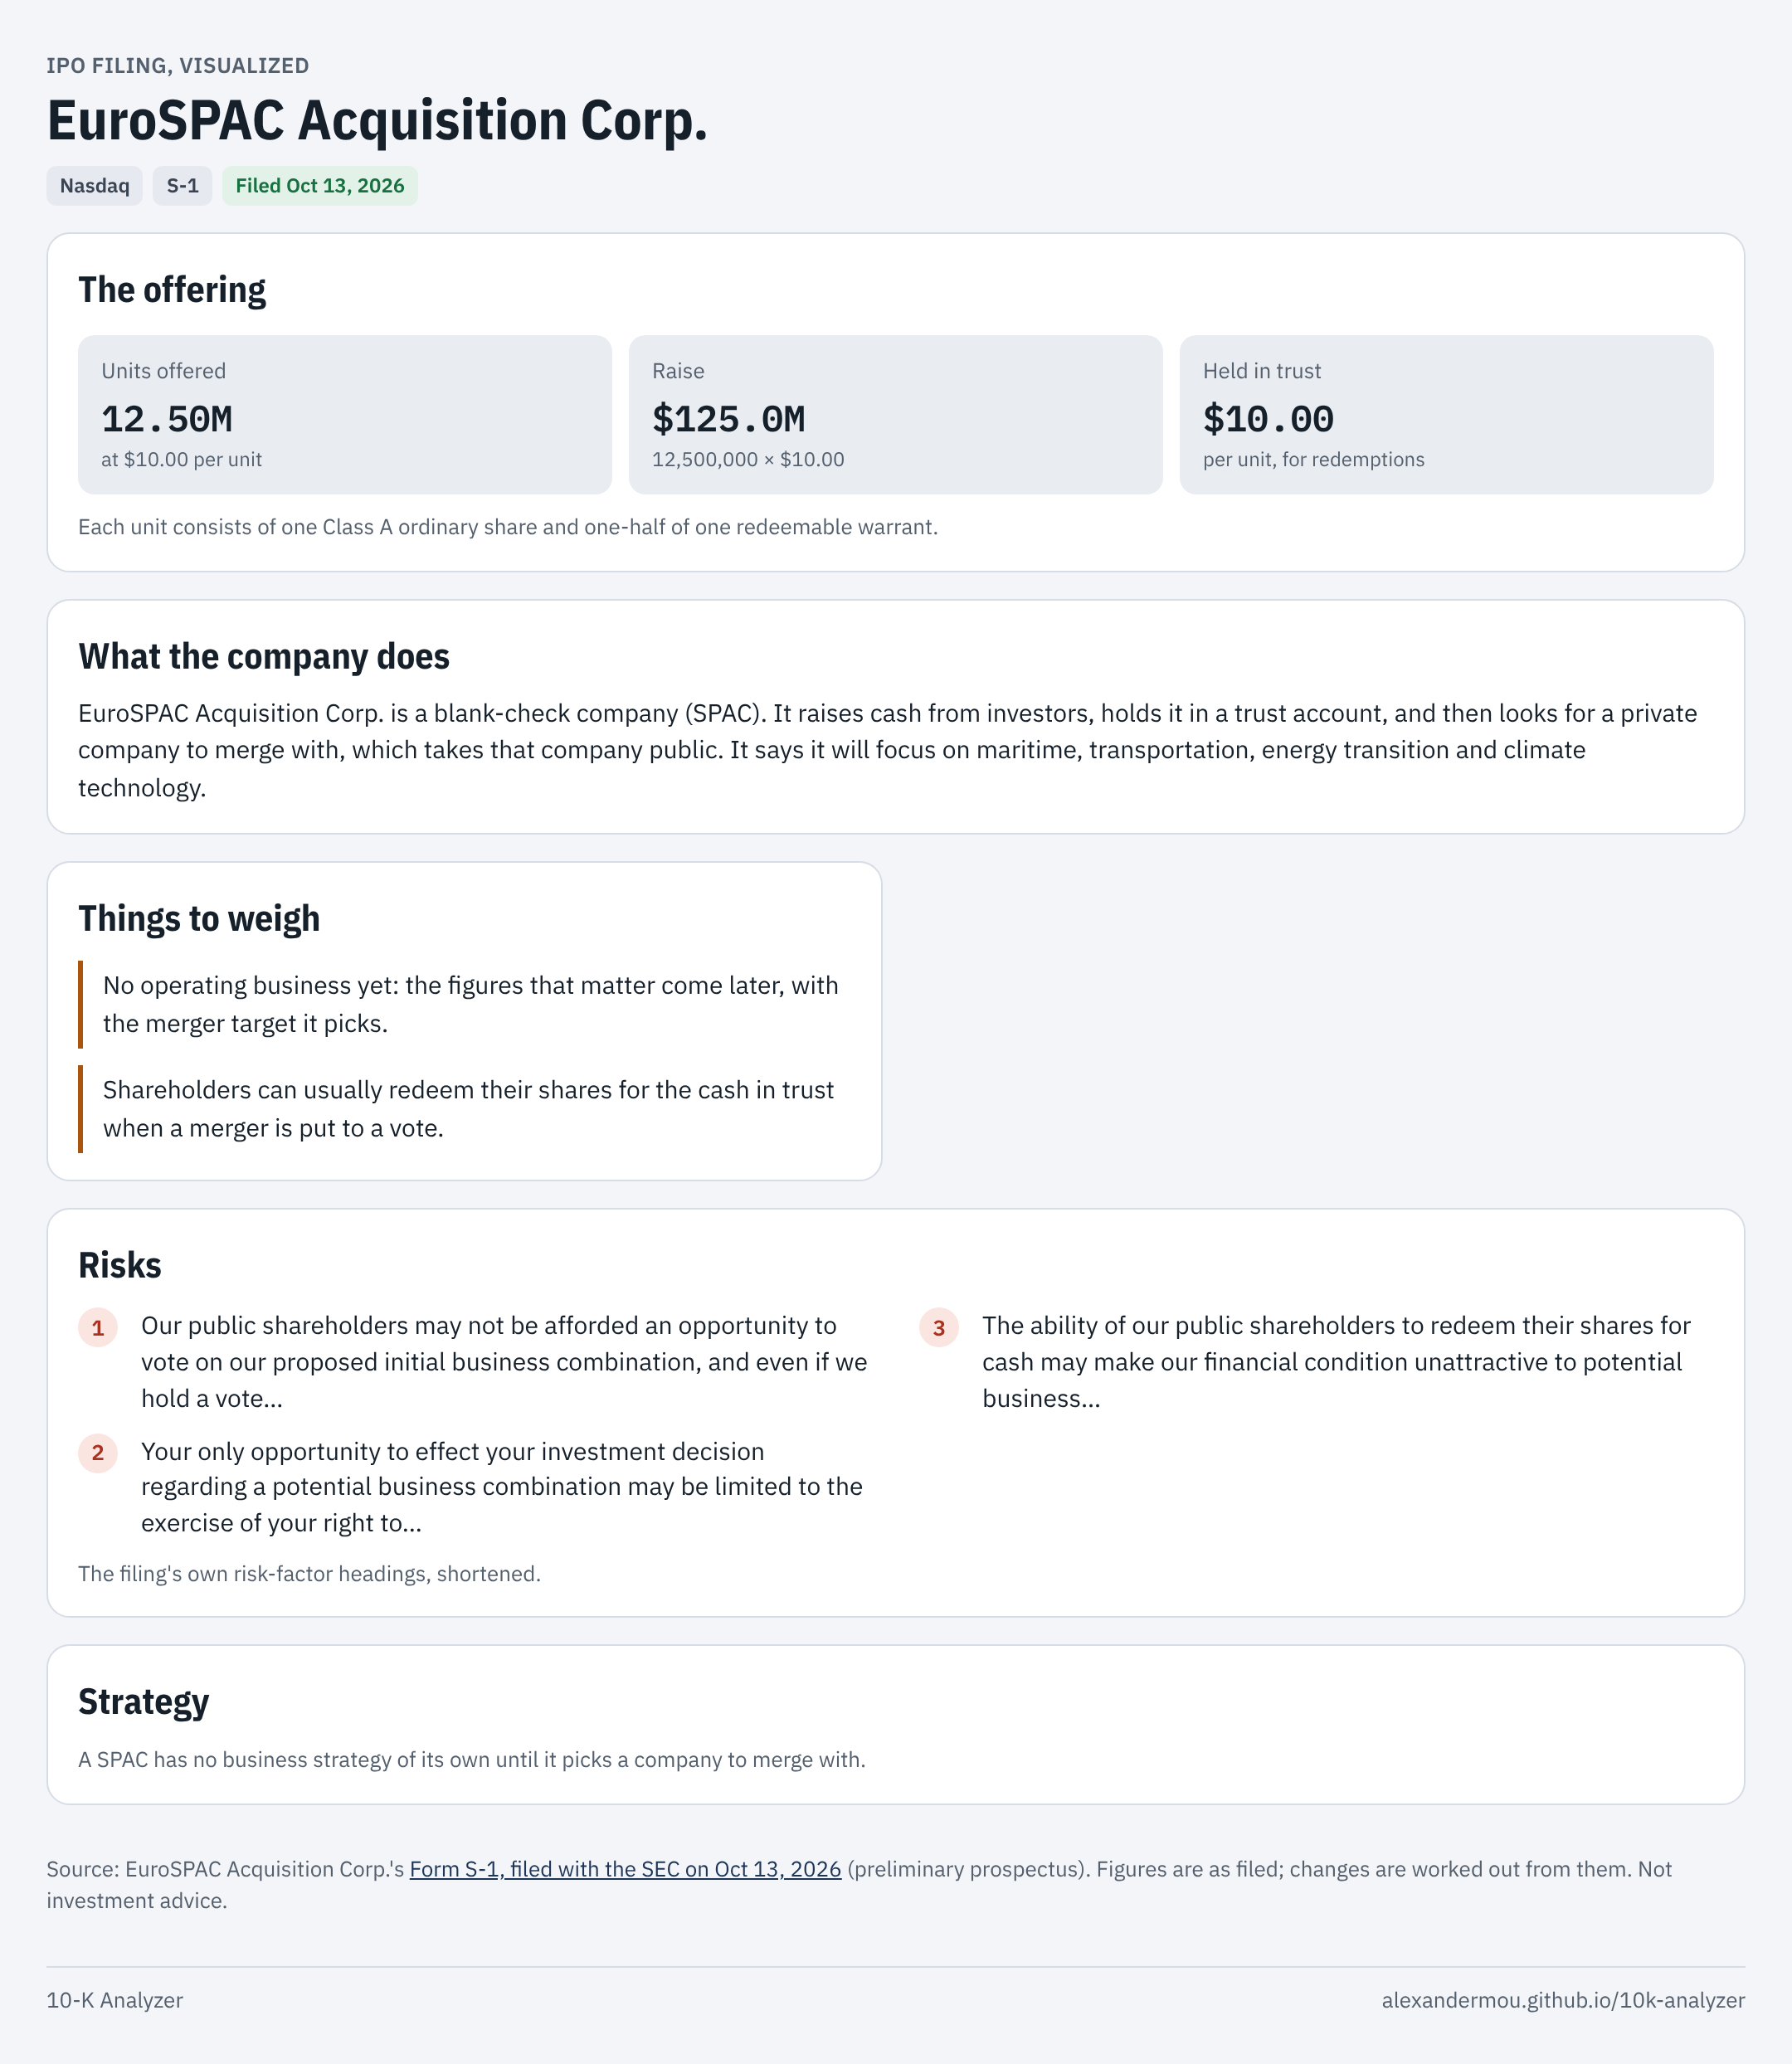 IPO FILING, VISUALIZED
EuroSPAC Acquisition Corp.
Nasdaq S-1 Filed Oct 13, 2026
The offering
Units offered
12.50M
at $10.00 per unit
Raise
$125.0M
12,500,000 × $10.00
Held in trust
$10.00
per unit, for redemptions
Each unit consists of one Class A ordinary share and one-half of one redeemable warrant.
What the company does
EuroSPAC Acquisition Corp. is a blank-check company (SPAC). It raises cash from investors, holds it in a trust account, and then looks for a private
company to merge with, which takes that company public. It says it will focus on maritime, transportation, energy transition and climate
technology.
Things to weigh
No operating business yet: the figures that matter come later, with
the merger target it picks.
Shareholders can usually redeem their shares for the cash in trust
when a merger is put to a vote.
Risks
1 Our public shareholders may not be afforded an opportunity to
vote on our proposed initial business combination, and even if we
hold a vote…
2 Your only opportunity to effect your investment decision
regarding a potential business combination may be limited to the
exercise of your right to…
3 The ability of our public shareholders to redeem their shares for
cash may make our financial condition unattractive to potential
business…
The filing's own risk-factor headings, shortened.
Strategy
A SPAC has no business strategy of its own until it picks a company to merge with.
Source: EuroSPAC Acquisition Corp.'s Form S-1, filed with the SEC on Oct 13, 2026 (preliminary prospectus). Figures are as filed; changes are worked out from them. Not
investment advice.
10-K Analyzer
alexandermou.github.io/10k-analyzer